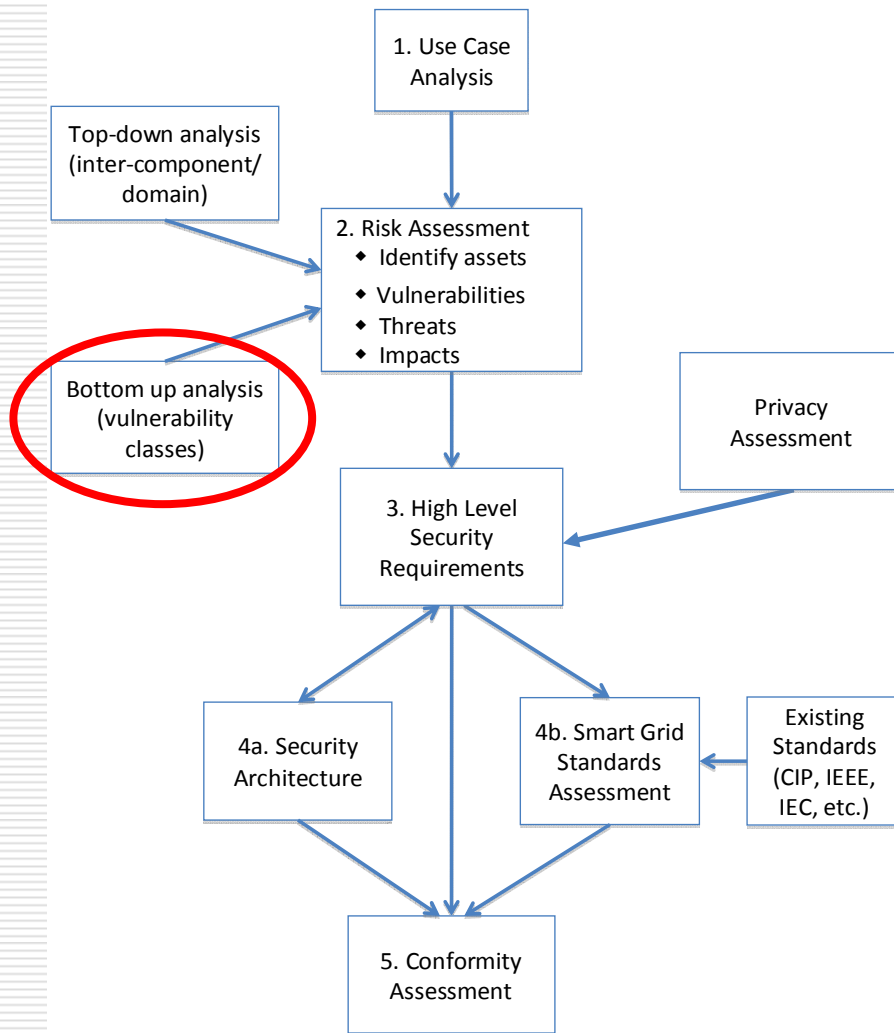 1. Use Case
Analysis
Top-down analysis
(inter-component/
domain)
2. Risk Assessment
◆ Identify assets
◆ Vulnerabilities
◆ Threats
◆ Impacts
Bottom up analysis
(vulnerability
classes)
Privacy
Assessment
3. High Level
Security
Requirements
4a. Security
Architecture
4b. Smart Grid
Standards
Assessment
Existing
Standards
(CIP, IEEE,
IEC, etc.)
5. Conformity
Assessment